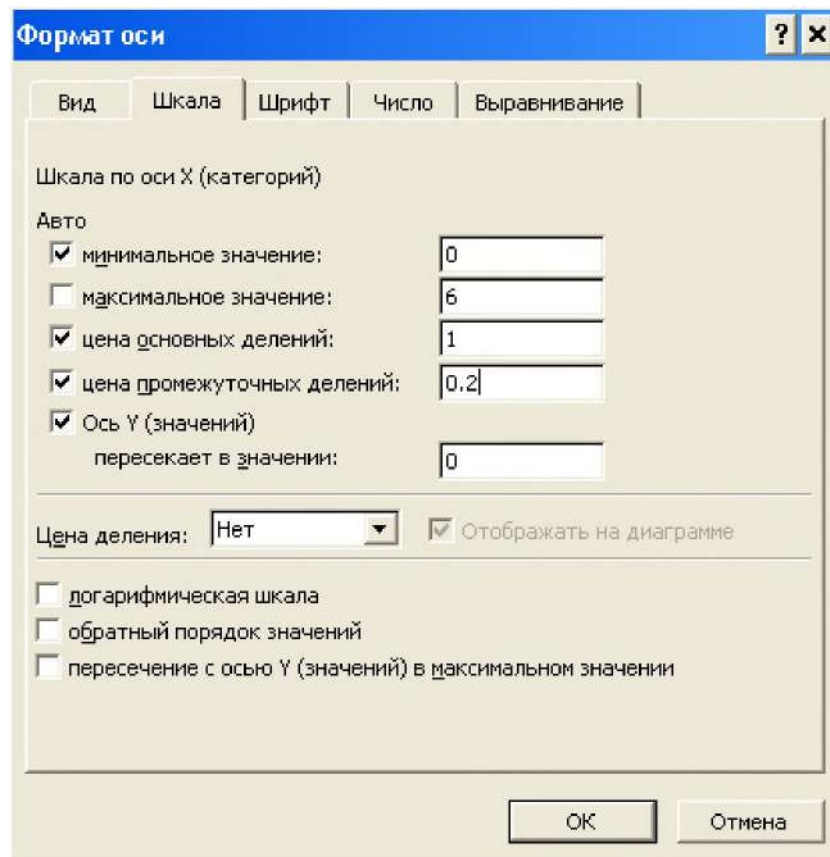 Формат оси
Вид Шкала Шрифт Число Выравнивание
Шкала по оси X (категорий)
Авто
минимальное значение: 0
максимальное значение: 6
цена основных делений: 1
цена промежуточных делений: 0.2
Ось Y (значений)
пересекает в значении: 0
Цена деления: Нет Отображать на диаграмме
логарифмическая шкала
обратный порядок значений
пересечение с осью Y (значений) в максимальном значении
ОК Отмена